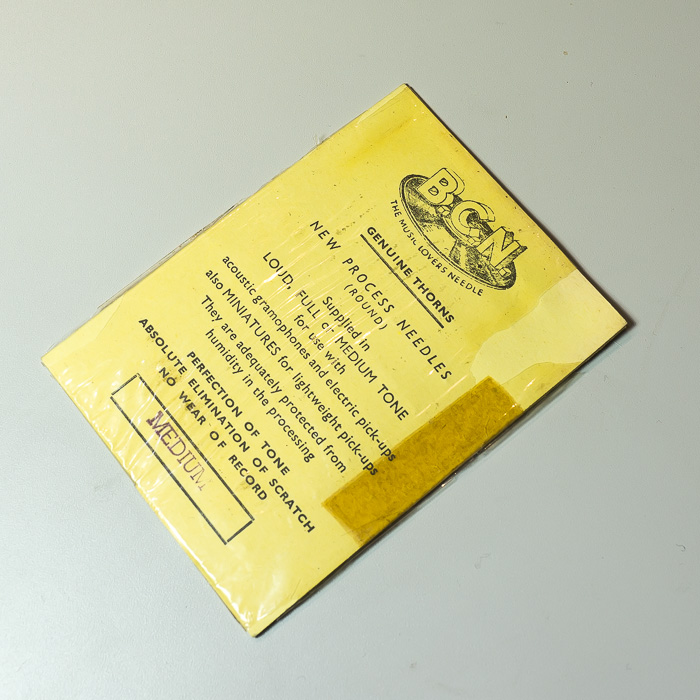 B.C.N.
THE MUSIC LOVERS NEEDLE
GENUINE THORNS
NEW PROCESS NEEDLES
(ROUND)
Supplied in
LOUD, FULL or MEDIUM TONE
for use with
acoustic gramophones and electric pick-ups
also MINIATURES for lightweight pick-ups
They are adequately protected from
humidity in the processing
PERFECTION OF TONE
ABSOLUTE ELIMINATION OF SCRATCH
NO WEAR OF RECORD
MEDIUM